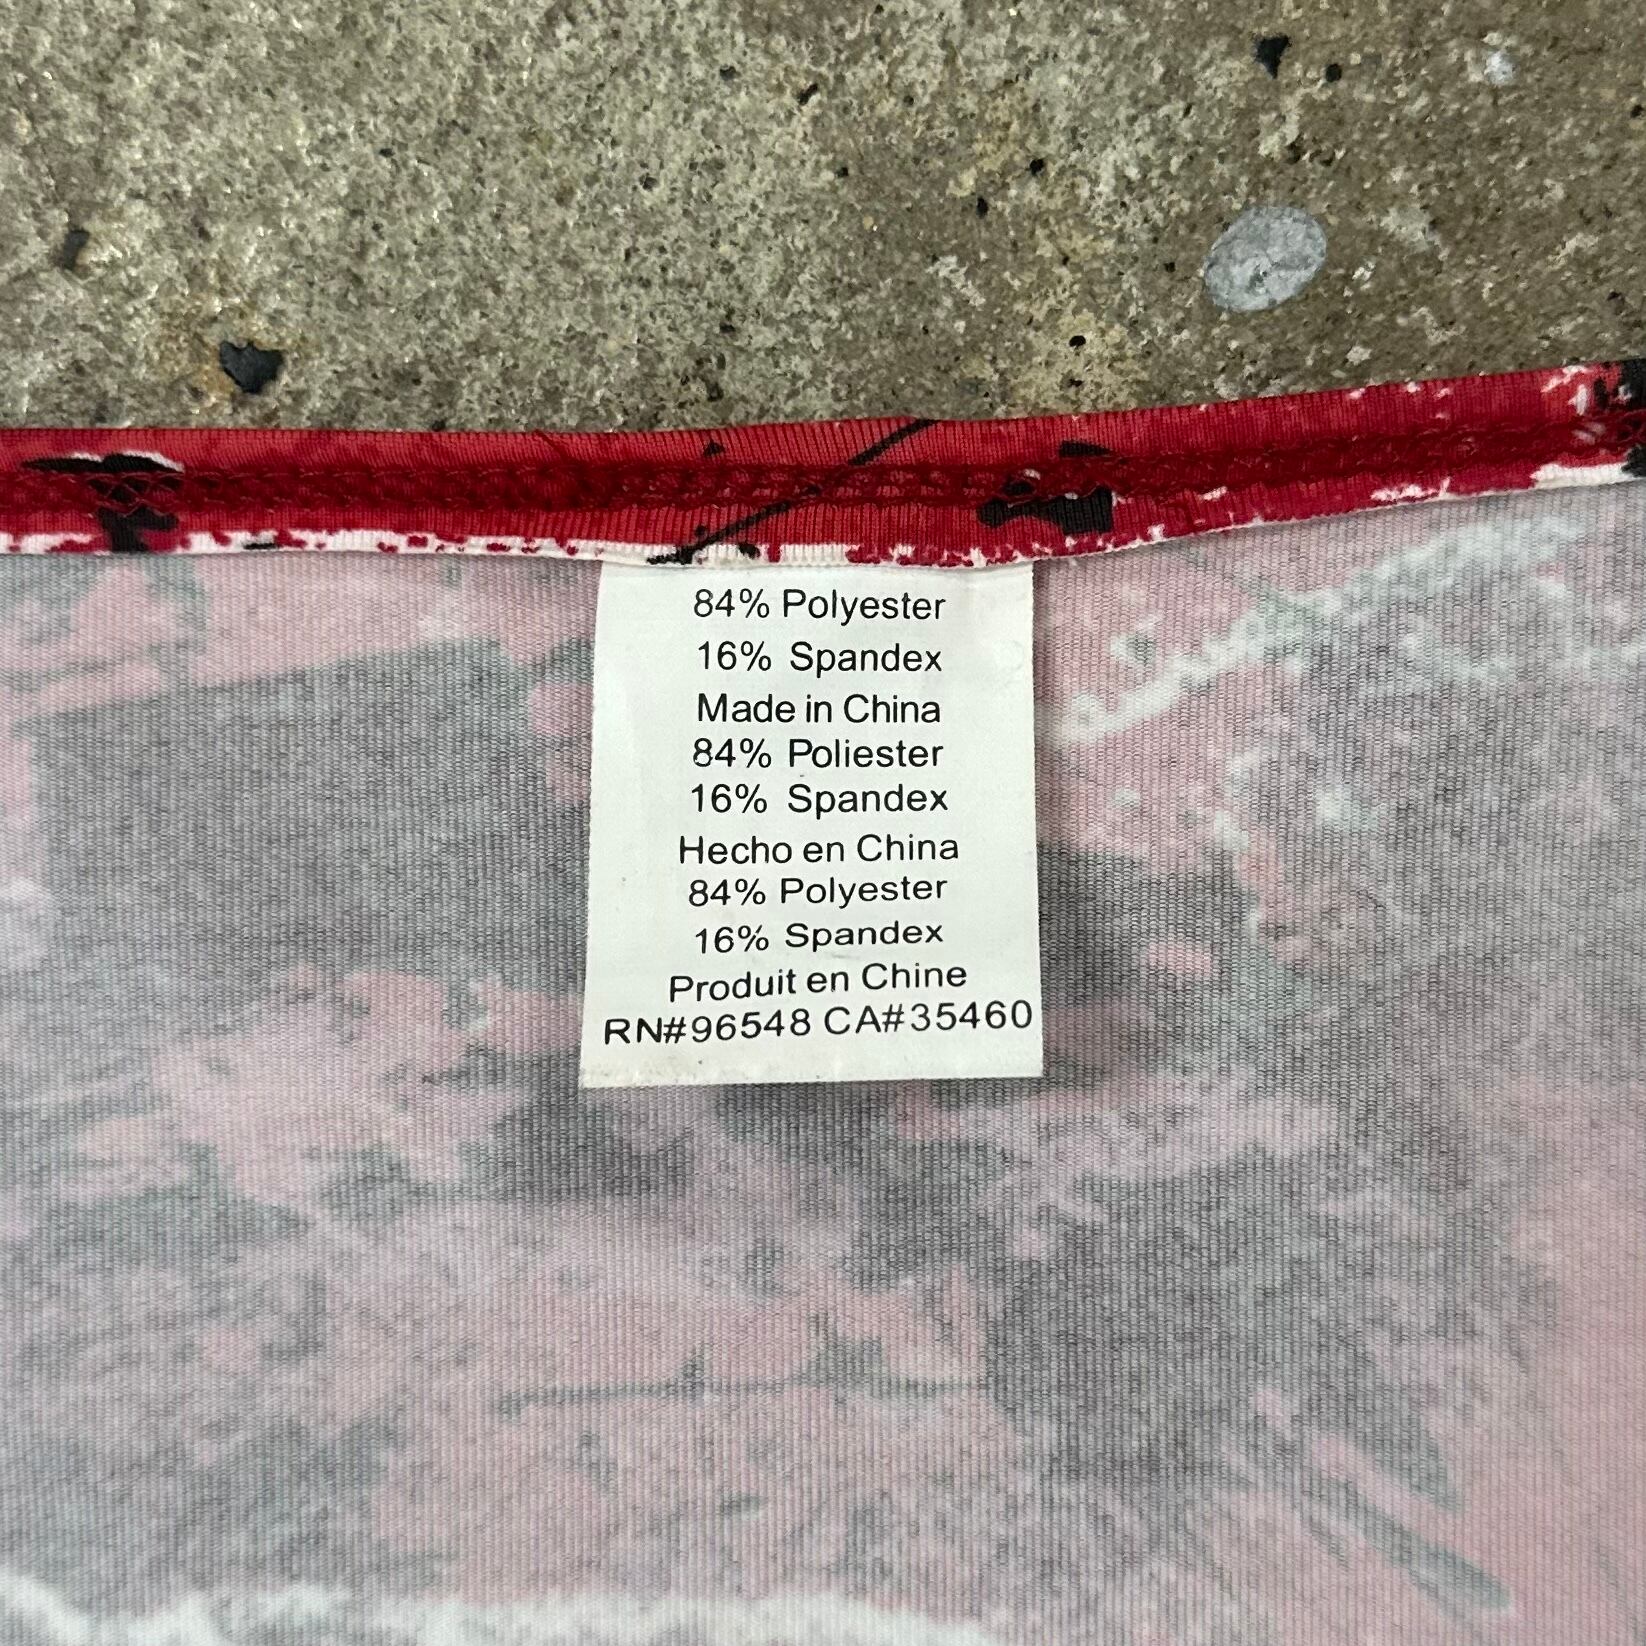 84% Polyester
16% Spandex
Made in China
84% Poliester
16% Spandex
Hecho en China
84% Polyester
16% Spandex
Produit en Chine
RN#96548 CA#35460